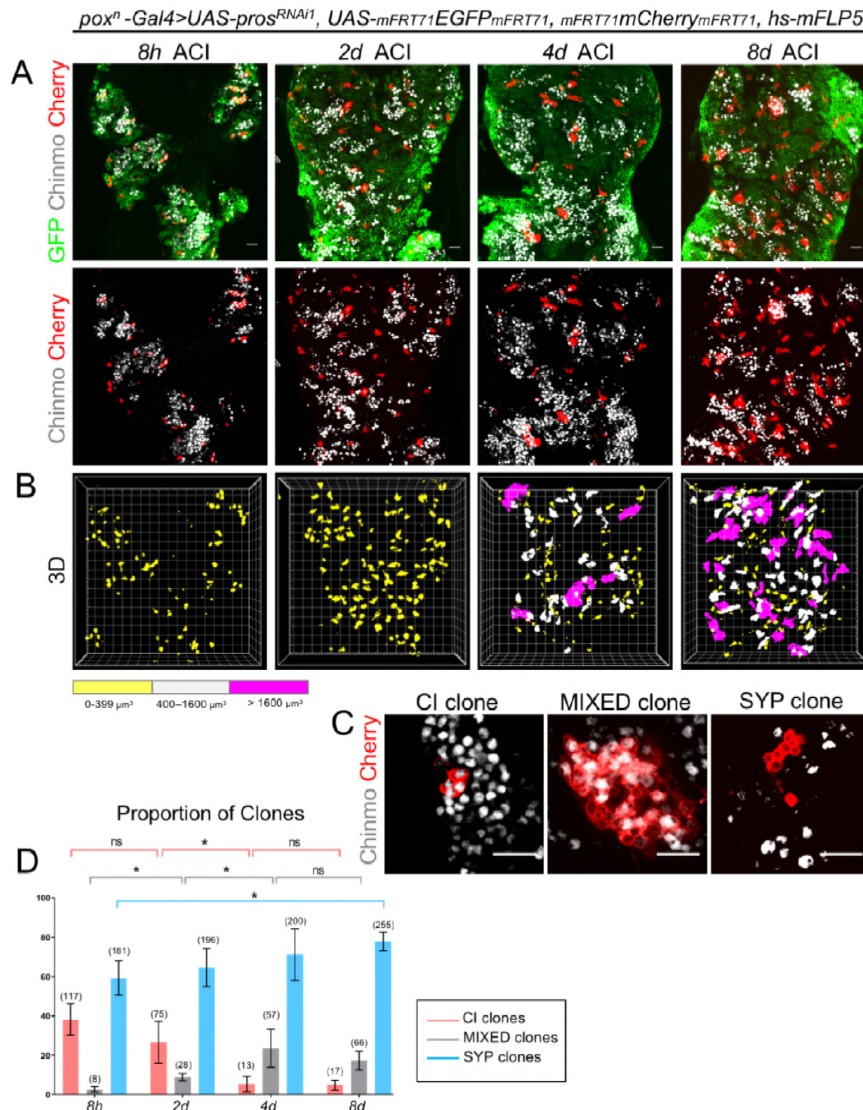 pox^n -Gal4>UAS-pros^RNAi1, UAS-mFRT71EGFPmFRT71, mFRT71mCherrymFRT71, hs-mFLP5
8h ACI 2d ACI 4d ACI 8d ACI
A
GFP Chinmo Cherry
Chinmo Cherry
B
3D
0-399 µm³ 400–1600 µm³ > 1600 µm³
C
CI clone MIXED clone SYP clone
Chinmo Cherry
Proportion of Clones
D
ns * ns
* * ns
*
100
80
60
40
20
0
(117) (8) (181) (75) (28) (196) (13) (57) (200) (17) (66) (255)
8h 2d 4d 8d
CI clones
MIXED clones
SYP clones